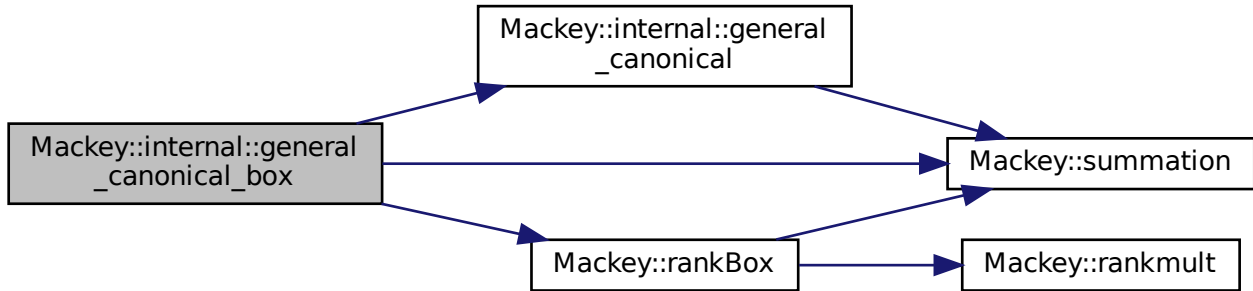 Mackey::internal::general
_canonical_box
Mackey::internal::general
_canonical
Mackey::summation
Mackey::rankBox
Mackey::rankmult